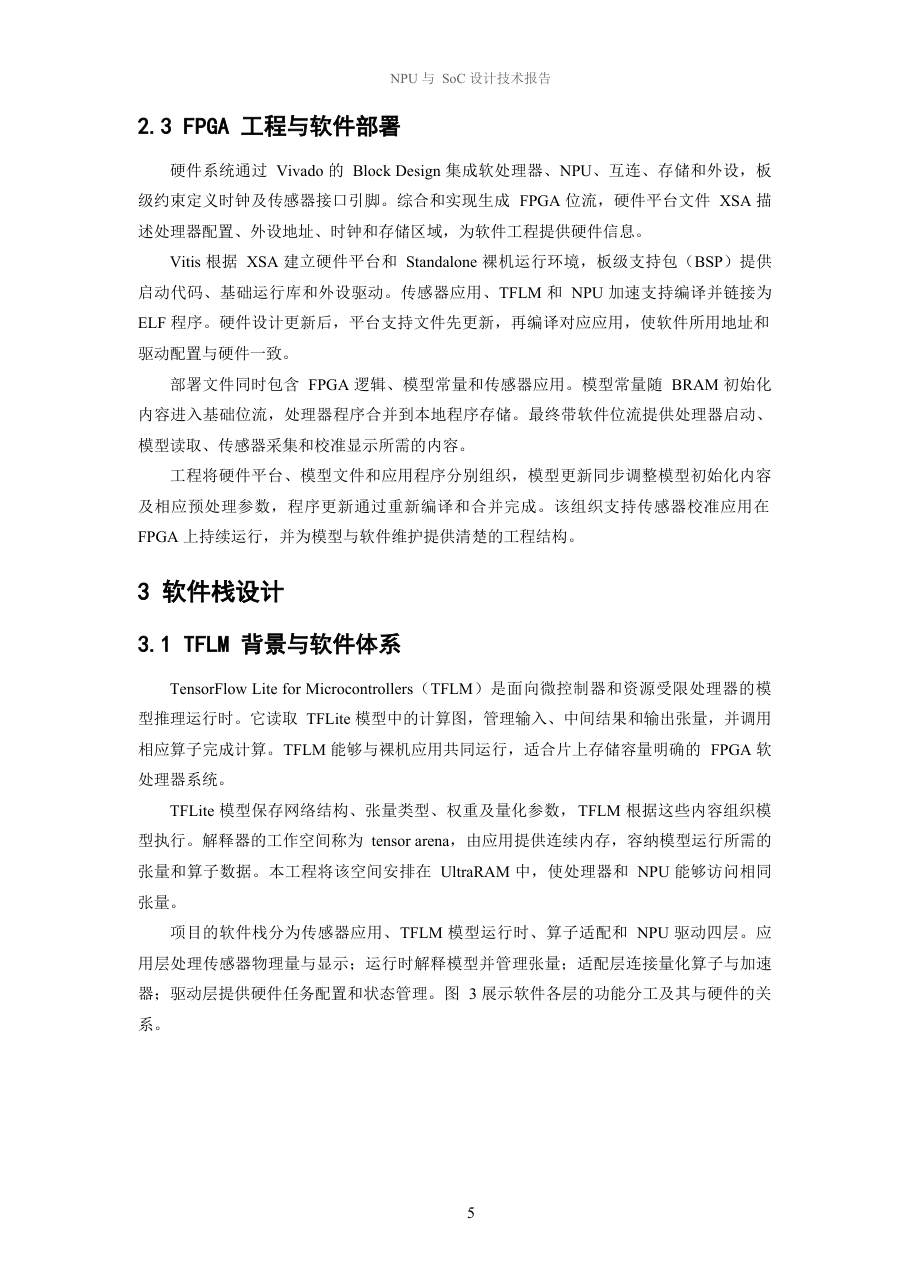 NPU 与 SoC 设计技术报告
2.3 FPGA 工程与软件部署
硬件系统通过 Vivado 的 Block Design 集成软处理器、NPU、互连、存储和外设，板
级约束定义时钟及传感器接口引脚。综合和实现生成 FPGA 位流，硬件平台文件 XSA 描
述处理器配置、外设地址、时钟和存储区域，为软件工程提供硬件信息。
Vitis 根据 XSA 建立硬件平台和 Standalone 裸机运行环境，板级支持包（BSP）提供
启动代码、基础运行库和外设驱动。传感器应用、TFLM 和 NPU 加速支持编译并链接为
ELF 程序。硬件设计更新后，平台支持文件先更新，再编译对应应用，使软件所用地址和
驱动配置与硬件一致。
部署文件同时包含 FPGA 逻辑、模型常量和传感器应用。模型常量随 BRAM 初始化
内容进入基础位流，处理器程序合并到本地程序存储。最终带软件位流提供处理器启动、
模型读取、传感器采集和校准显示所需的内容。
工程将硬件平台、模型文件和应用程序分别组织，模型更新同步调整模型初始化内容
及相应预处理参数，程序更新通过重新编译和合并完成。该组织支持传感器校准应用在
FPGA 上持续运行，并为模型与软件维护提供清楚的工程结构。
3 软件栈设计
3.1 TFLM 背景与软件体系
TensorFlow Lite for Microcontrollers（TFLM）是面向微控制器和资源受限处理器的模
型推理运行时。它读取 TFLite 模型中的计算图，管理输入、中间结果和输出张量，并调用
相应算子完成计算。TFLM 能够与裸机应用共同运行，适合片上存储容量明确的 FPGA 软
处理器系统。
TFLite 模型保存网络结构、张量类型、权重及量化参数，TFLM 根据这些内容组织模
型执行。解释器的工作空间称为 tensor arena，由应用提供连续内存，容纳模型运行所需的
张量和算子数据。本工程将该空间安排在 UltraRAM 中，使处理器和 NPU 能够访问相同
张量。
项目的软件栈分为传感器应用、TFLM 模型运行时、算子适配和 NPU 驱动四层。应
用层处理传感器物理量与显示；运行时解释模型并管理张量；适配层连接量化算子与加速
器；驱动层提供硬件任务配置和状态管理。图 3 展示软件各层的功能分工及其与硬件的关
系。
5